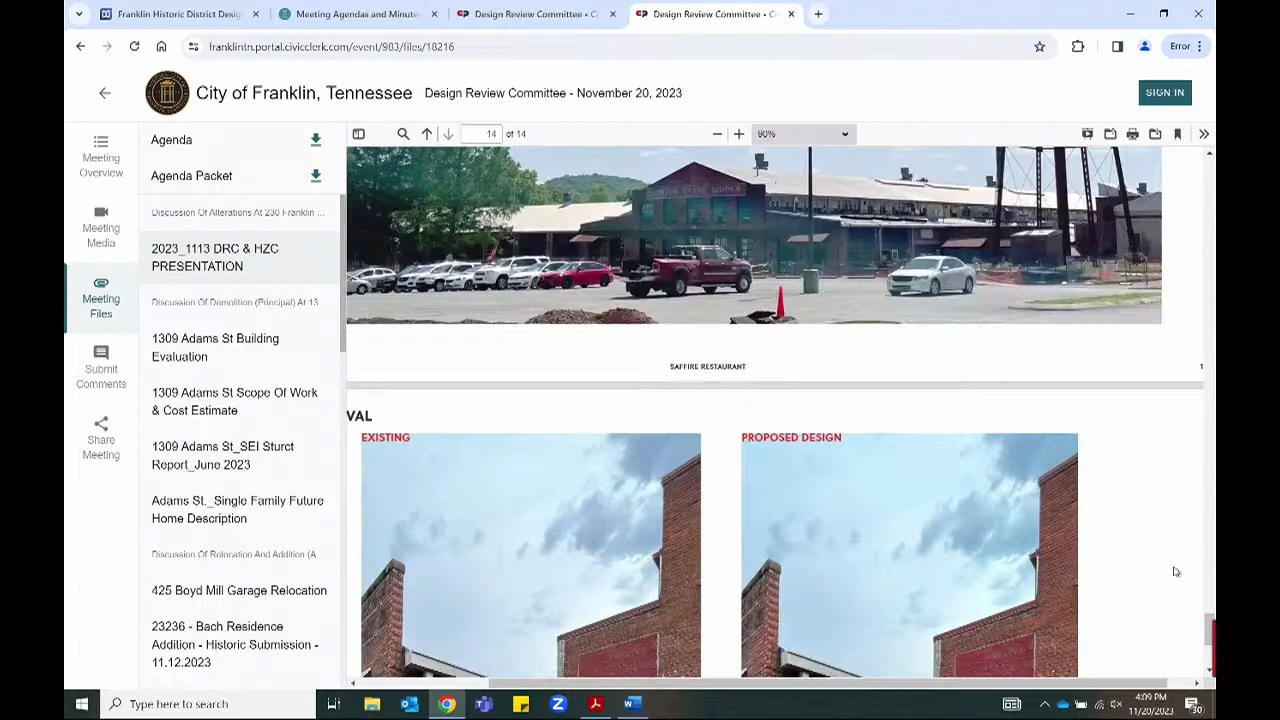 Franklin Historic District Desig
Meeting Agendas and Minute
Design Review Committee • C
Design Review Committee • C
franklintn.portal.civicclerk.com/event/983/files/18216
Error
City of Franklin, Tennessee
Design Review Committee - November 20, 2023
SIGN IN
Meeting Overview
Meeting Media
Meeting Files
Submit Comments
Share Meeting
Agenda
Agenda Packet
Discussion Of Alterations At 230 Franklin ...
2023_1113 DRC & HZC
PRESENTATION
Discussion Of Demolition (Principal) At 13
1309 Adams St Building
Evaluation
1309 Adams St Scope Of Work
& Cost Estimate
1309 Adams St_SEI Sturct
Report_June 2023
Adams St._Single Family Future
Home Description
Discussion Of Relocation And Addition (A
425 Boyd Mill Garage Relocation
23236 - Bach Residence
Addition - Historic Submission -
11.12.2023
14 of 14
90%
STOVE WORKS
SAFFIRE RESTAURANT
1
VAL
EXISTING
PROPOSED DESIGN
Type here to search
4:09 PM
11/20/2023
30